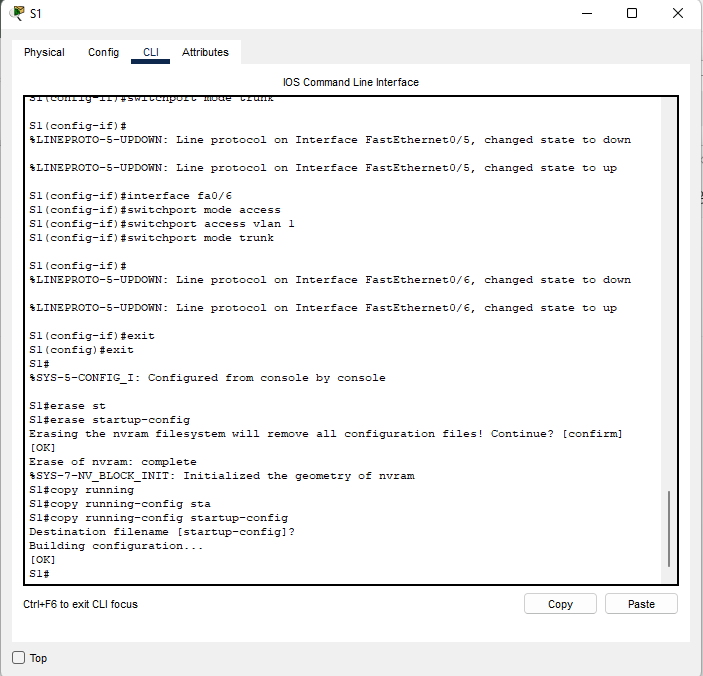 S1
Physical Config CLI Attributes
IOS Command Line Interface
S1(config-if)#switchport mode trunk
S1(config-if)#
%LINEPROTO-5-UPDOWN: Line protocol on Interface FastEthernet0/5, changed state to down
%LINEPROTO-5-UPDOWN: Line protocol on Interface FastEthernet0/5, changed state to up
S1(config-if)#interface fa0/6
S1(config-if)#switchport mode access
S1(config-if)#switchport access vlan 1
S1(config-if)#switchport mode trunk
S1(config-if)#
%LINEPROTO-5-UPDOWN: Line protocol on Interface FastEthernet0/6, changed state to down
%LINEPROTO-5-UPDOWN: Line protocol on Interface FastEthernet0/6, changed state to up
S1(config-if)#exit
S1(config)#exit
S1#
%SYS-5-CONFIG_I: Configured from console by console
S1#erase st
S1#erase startup-config
Erasing the nvram filesystem will remove all configuration files! Continue? [confirm]
[OK]
Erase of nvram: complete
%SYS-7-NV_BLOCK_INIT: Initialized the geometry of nvram
S1#copy running
S1#copy running-config sta
S1#copy running-config startup-config
Destination filename [startup-config]?
Building configuration...
[OK]
S1#
Ctrl+F6 to exit CLI focus
Copy Paste
Top